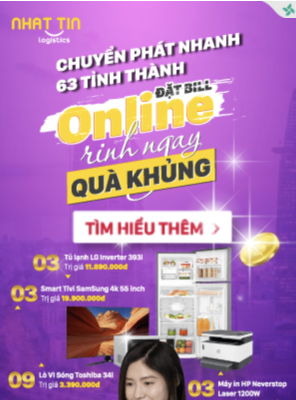 NHAT TIN
logistics
CHUYỂN PHÁT NHANH
63 TỈNH THÀNH
ĐẶT BILL
Online
rinh ngay
QUÀ KHỦNG
TÌM HIỂU THÊM >
03 Tủ lạnh LG Inverter 393l
Trị giá 11.690.000đ
03 Smart Tivi SamSung 4k 55 inch
Trị giá 19.900.000đ
09 Lò Vi Sóng Toshiba 34l
Trị giá 3.390.000đ
03 Máy in HP Neverstop
Laser 1200W